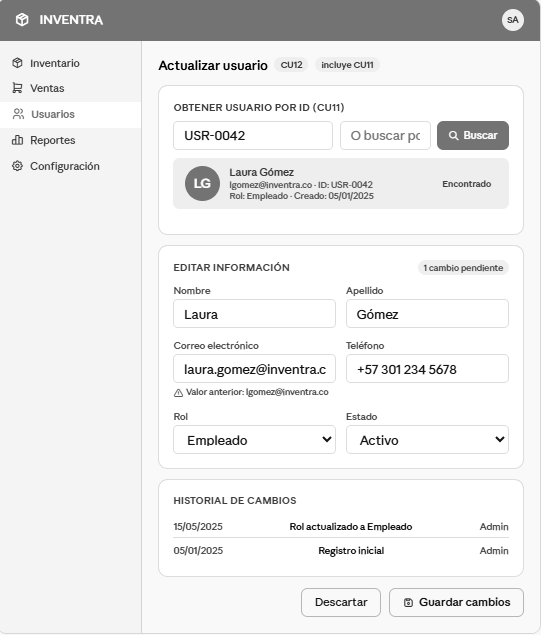 INVENTRA
SA
Inventario
Ventas
Usuarios
Reportes
Configuración
Actualizar usuario CU12 incluye CU11
OBTENER USUARIO POR ID (CU11)
USR-0042 O buscar pc Buscar
LG
Laura Gómez
lgomez@inventra.co · ID: USR-0042
Rol: Empleado · Creado: 05/01/2025
Encontrado
EDITAR INFORMACIÓN 1 cambio pendiente
Nombre Apellido
Laura Gómez
Correo electrónico Teléfono
laura.gomez@inventra.c +57 301 234 5678
Valor anterior: lgomez@inventra.co
Rol Estado
Empleado Activo
HISTORIAL DE CAMBIOS
15/05/2025 Rol actualizado a Empleado Admin
05/01/2025 Registro inicial Admin
Descartar Guardar cambios